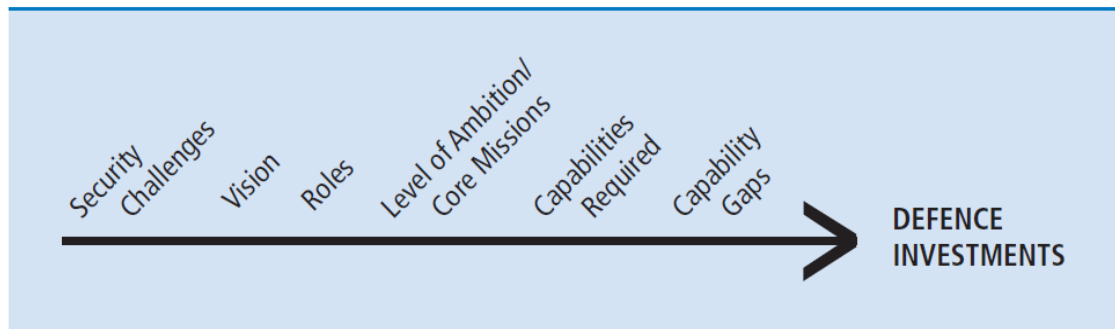 Security
Challenges
Vision
Roles
Level of Ambition/
Core Missions
Capabilities
Required
Capability
Gaps
DEFENCE
INVESTMENTS